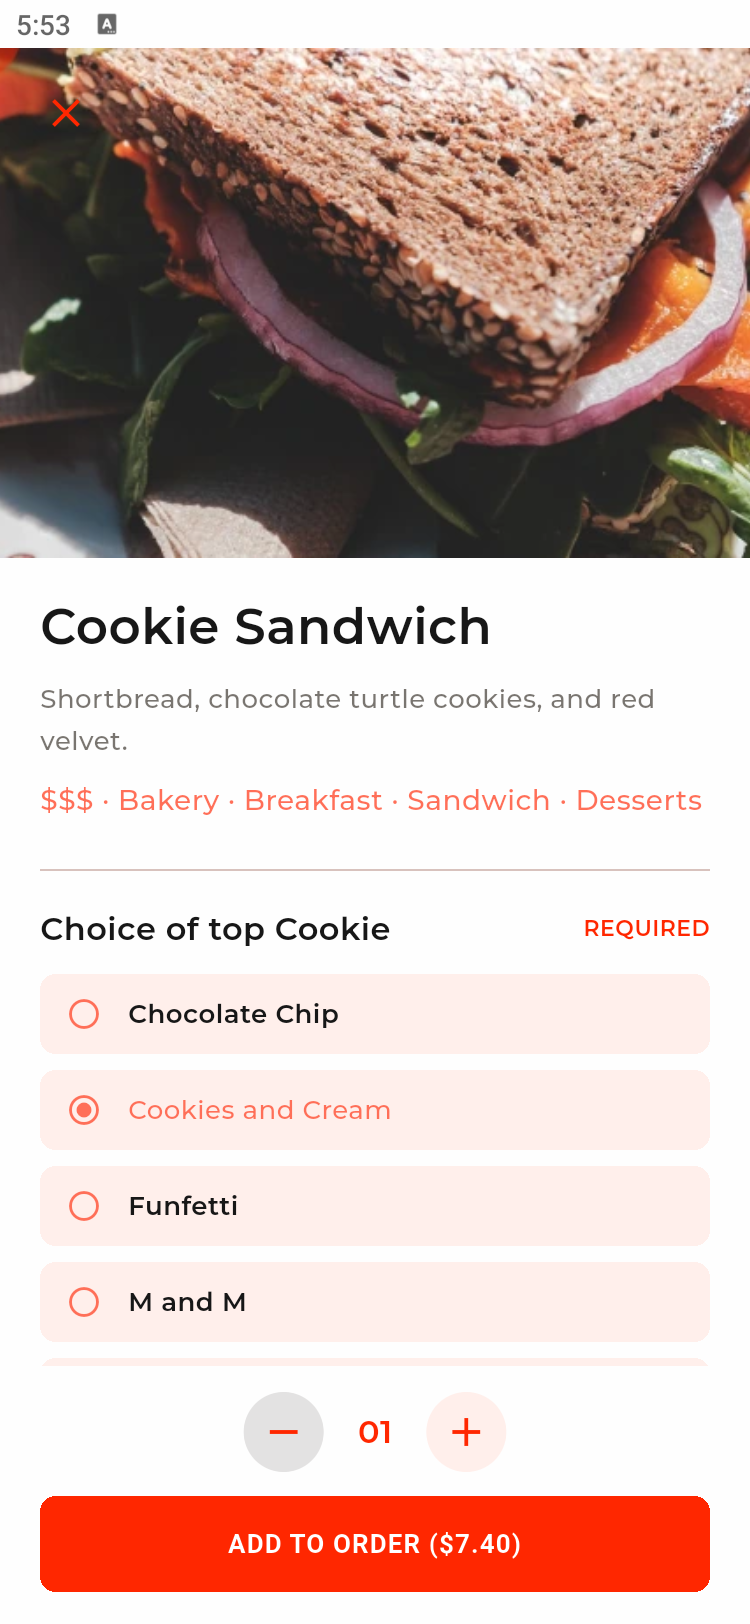 5:53
A
Cookie Sandwich
Shortbread, chocolate turtle cookies, and red
velvet.
$$$ · Bakery · Breakfast · Sandwich · Desserts
Choice of top Cookie REQUIRED
Chocolate Chip
Cookies and Cream
Funfetti
M and M
01
ADD TO ORDER ($7.40)